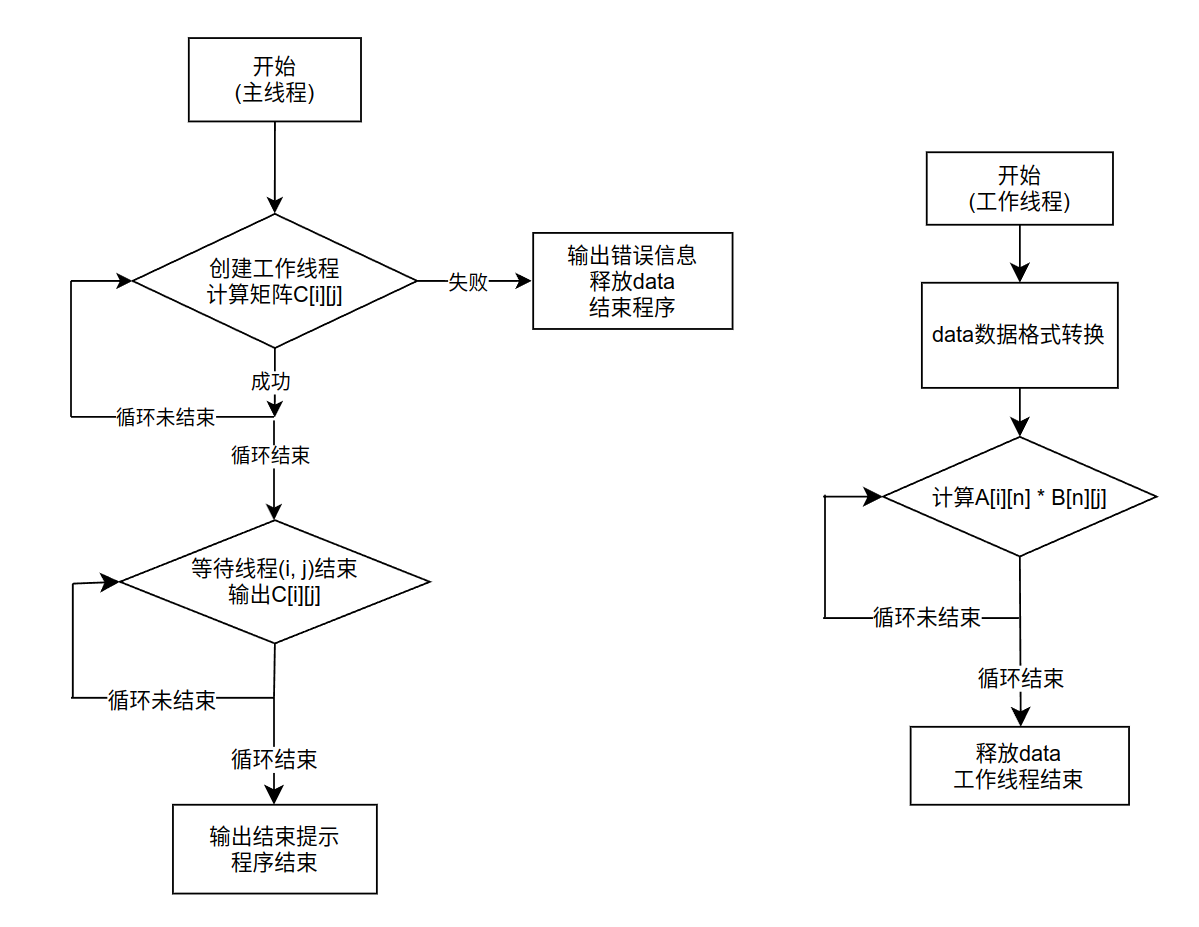 开始
(主线程)
创建工作线程
计算矩阵C[i][j]
失败
输出错误信息
释放data
结束程序
成功
循环未结束
循环结束
等待线程(i, j)结束
输出C[i][j]
循环未结束
循环结束
输出结束提示
程序结束
开始
(工作线程)
data数据格式转换
计算A[i][n] * B[n][j]
循环未结束
循环结束
释放data
工作线程结束